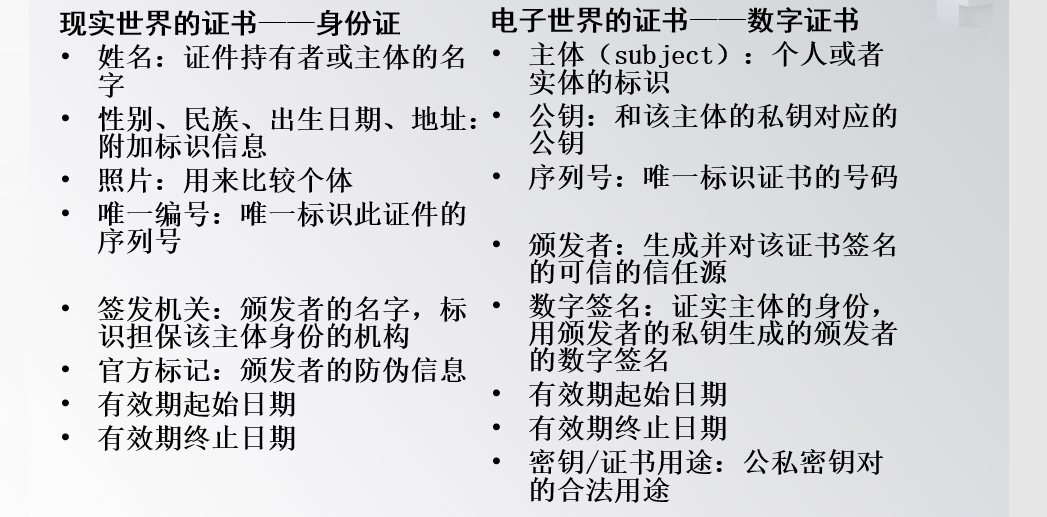 现实世界的证书——身份证
• 姓名：证件持有者或主体的名
字
• 性别、民族、出生日期、地址：
附加标识信息
• 照片：用来比较个体
• 唯一编号：唯一标识此证件的
序列号
• 签发机关：颁发者的名字，标
识担保该主体身份的机构
• 官方标记：颁发者的防伪信息
• 有效期起始日期
• 有效期终止日期
电子世界的证书——数字证书
• 主体（subject）：个人或者
实体的标识
• 公钥：和该主体的私钥对应的
公钥
• 序列号：唯一标识证书的号码
• 颁发者：生成并对该证书签名
的可信的信任源
• 数字签名：证实主体的身份，
用颁发者的私钥生成的颁发者
的数字签名
• 有效期起始日期
• 有效期终止日期
• 密钥/证书用途：公私密钥对
的合法用途